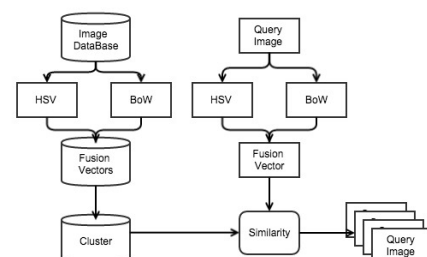 Image
DataBase
Query
Image
HSV
BoW
HSV
BoW
Fusion
Vectors
Fusion
Vector
Cluster
Similarity
Query
Image